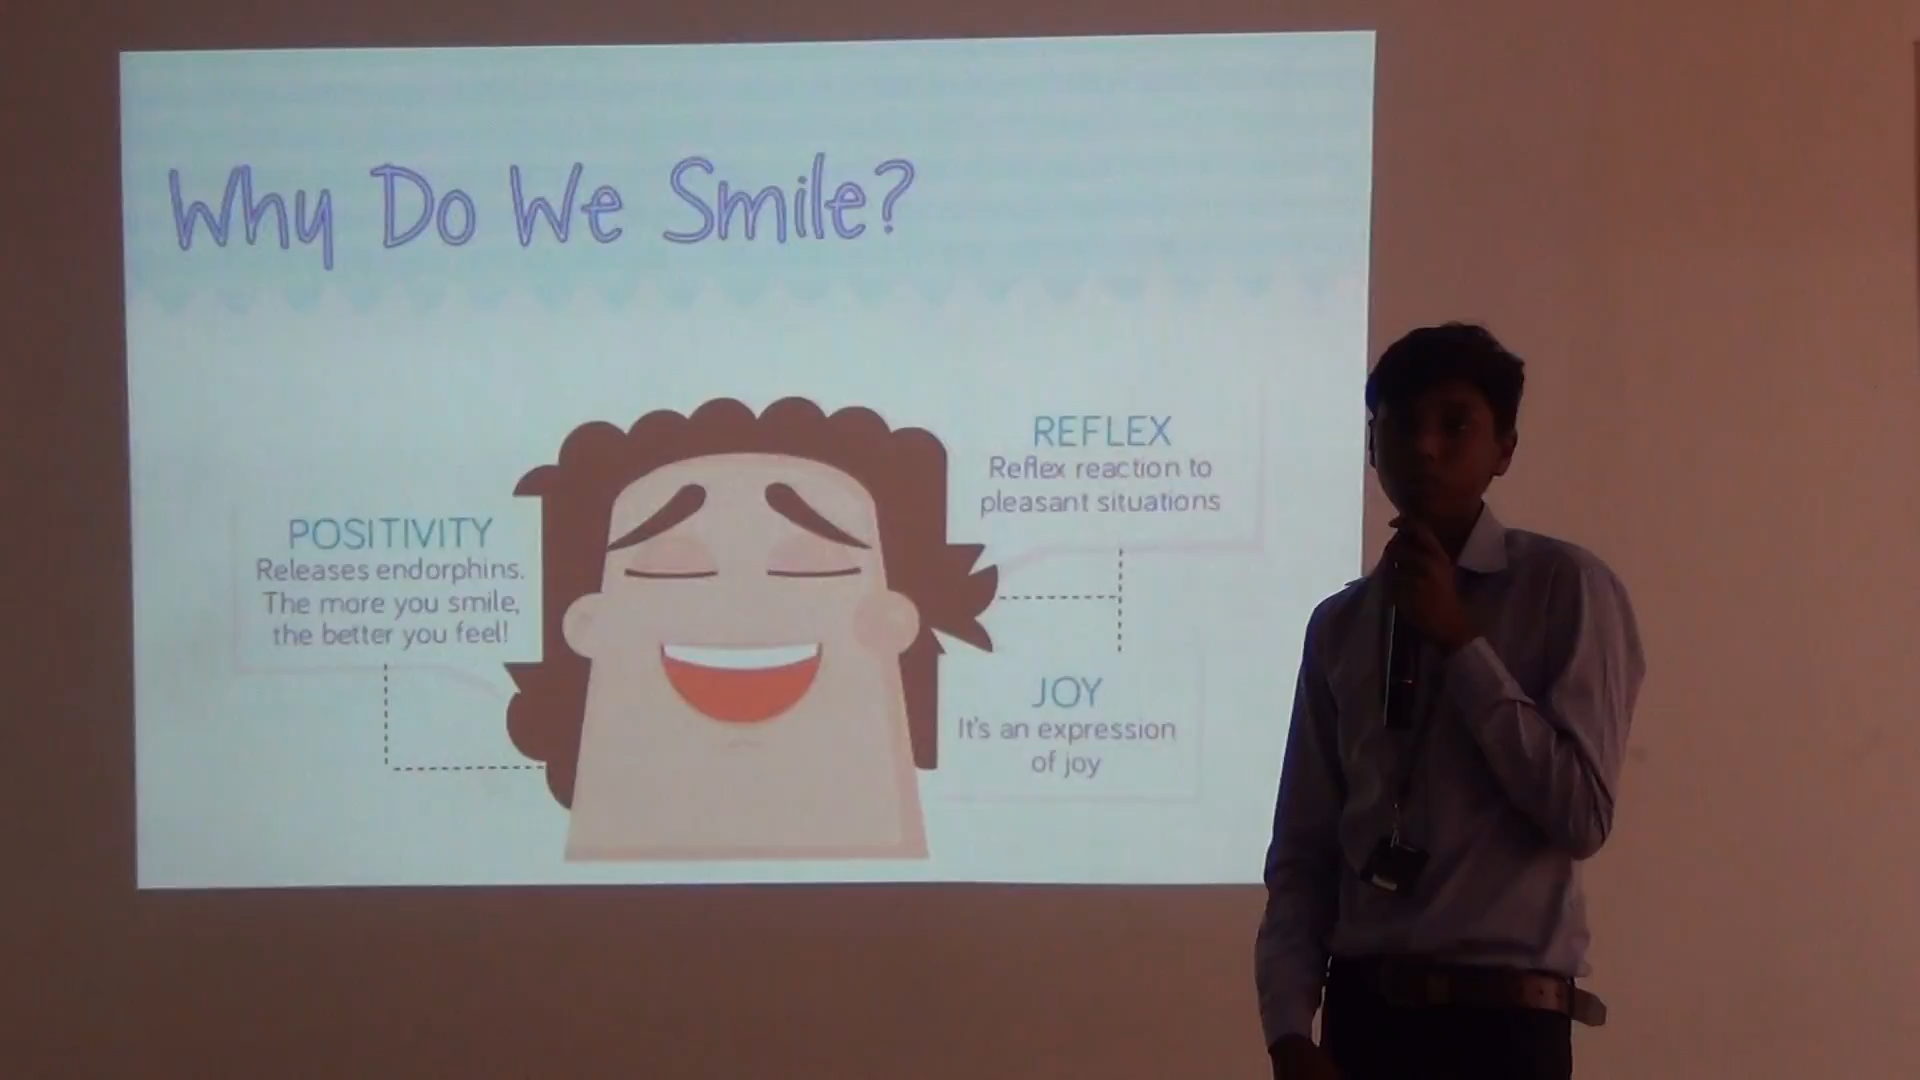 Why Do We Smile?
POSITIVITY
Releases endorphins.
The more you smile,
the better you feel!
REFLEX
Reflex reaction to
pleasant situations
JOY
It's an expression
of joy